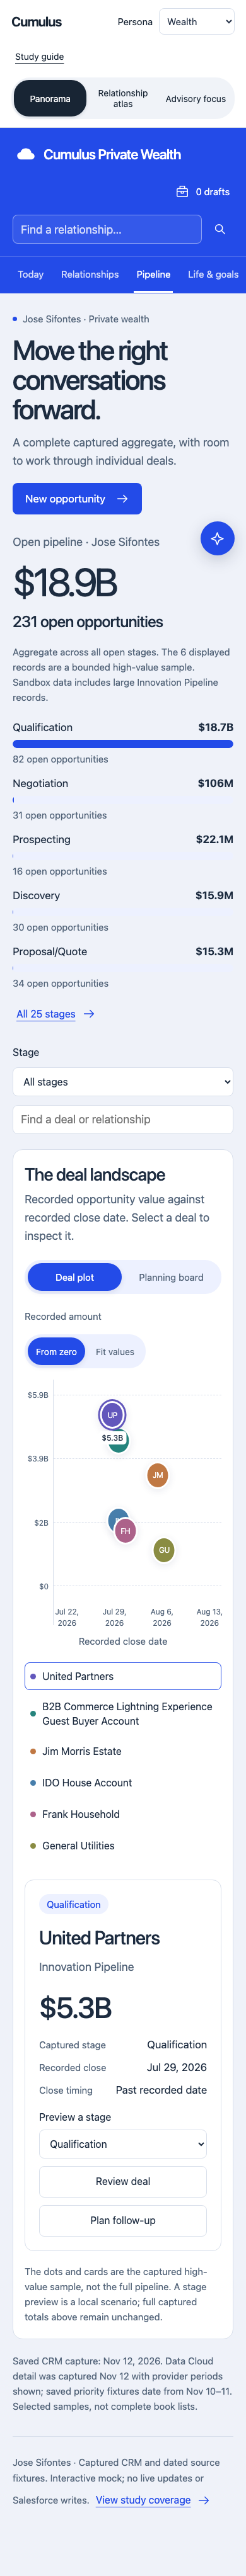 Cumulus
Persona
Wealth
Study guide
Panorama
Relationship
atlas
Advisory focus
Cumulus Private Wealth
0 drafts
Find a relationship...
Today
Relationships
Pipeline
Life & goals
Jose Sifontes · Private wealth
Move the right
conversations
forward.
A complete captured aggregate, with room
to work through individual deals.
New opportunity
Open pipeline · Jose Sifontes
$18.9B
231 open opportunities
Aggregate across all open stages. The 6 displayed
records are a bounded high-value sample.
Sandbox data includes large Innovation Pipeline
records.
Qualification $18.7B
82 open opportunities
Negotiation $106M
31 open opportunities
Prospecting $22.1M
16 open opportunities
Discovery $15.9M
30 open opportunities
Proposal/Quote $15.3M
34 open opportunities
All 25 stages
Stage
All stages
Find a deal or relationship
The deal landscape
Recorded opportunity value against
recorded close date. Select a deal to
inspect it.
Deal plot
Planning board
Recorded amount
From zero
Fit values
$5.9B
UP
$5.3B
$3.9B
JM
$2B
FH
GU
$0
Jul 22,
2026
Jul 29,
2026
Aug 6,
2026
Aug 13,
2026
Recorded close date
United Partners
B2B Commerce Lightning Experience
Guest Buyer Account
Jim Morris Estate
IDO House Account
Frank Household
General Utilities
Qualification
United Partners
Innovation Pipeline
$5.3B
Captured stage Qualification
Recorded close Jul 29, 2026
Close timing Past recorded date
Preview a stage
Qualification
Review deal
Plan follow-up
The dots and cards are the captured high-
value sample, not the full pipeline. A stage
preview is a local scenario; full captured
totals above remain unchanged.
Saved CRM capture: Nov 12, 2026. Data Cloud
detail was captured Nov 12 with provider periods
shown; saved priority fixtures date from Nov 10–11.
Selected samples, not complete book lists.
Jose Sifontes · Captured CRM and dated source
fixtures. Interactive mock; no live updates or
Salesforce writes. View study coverage